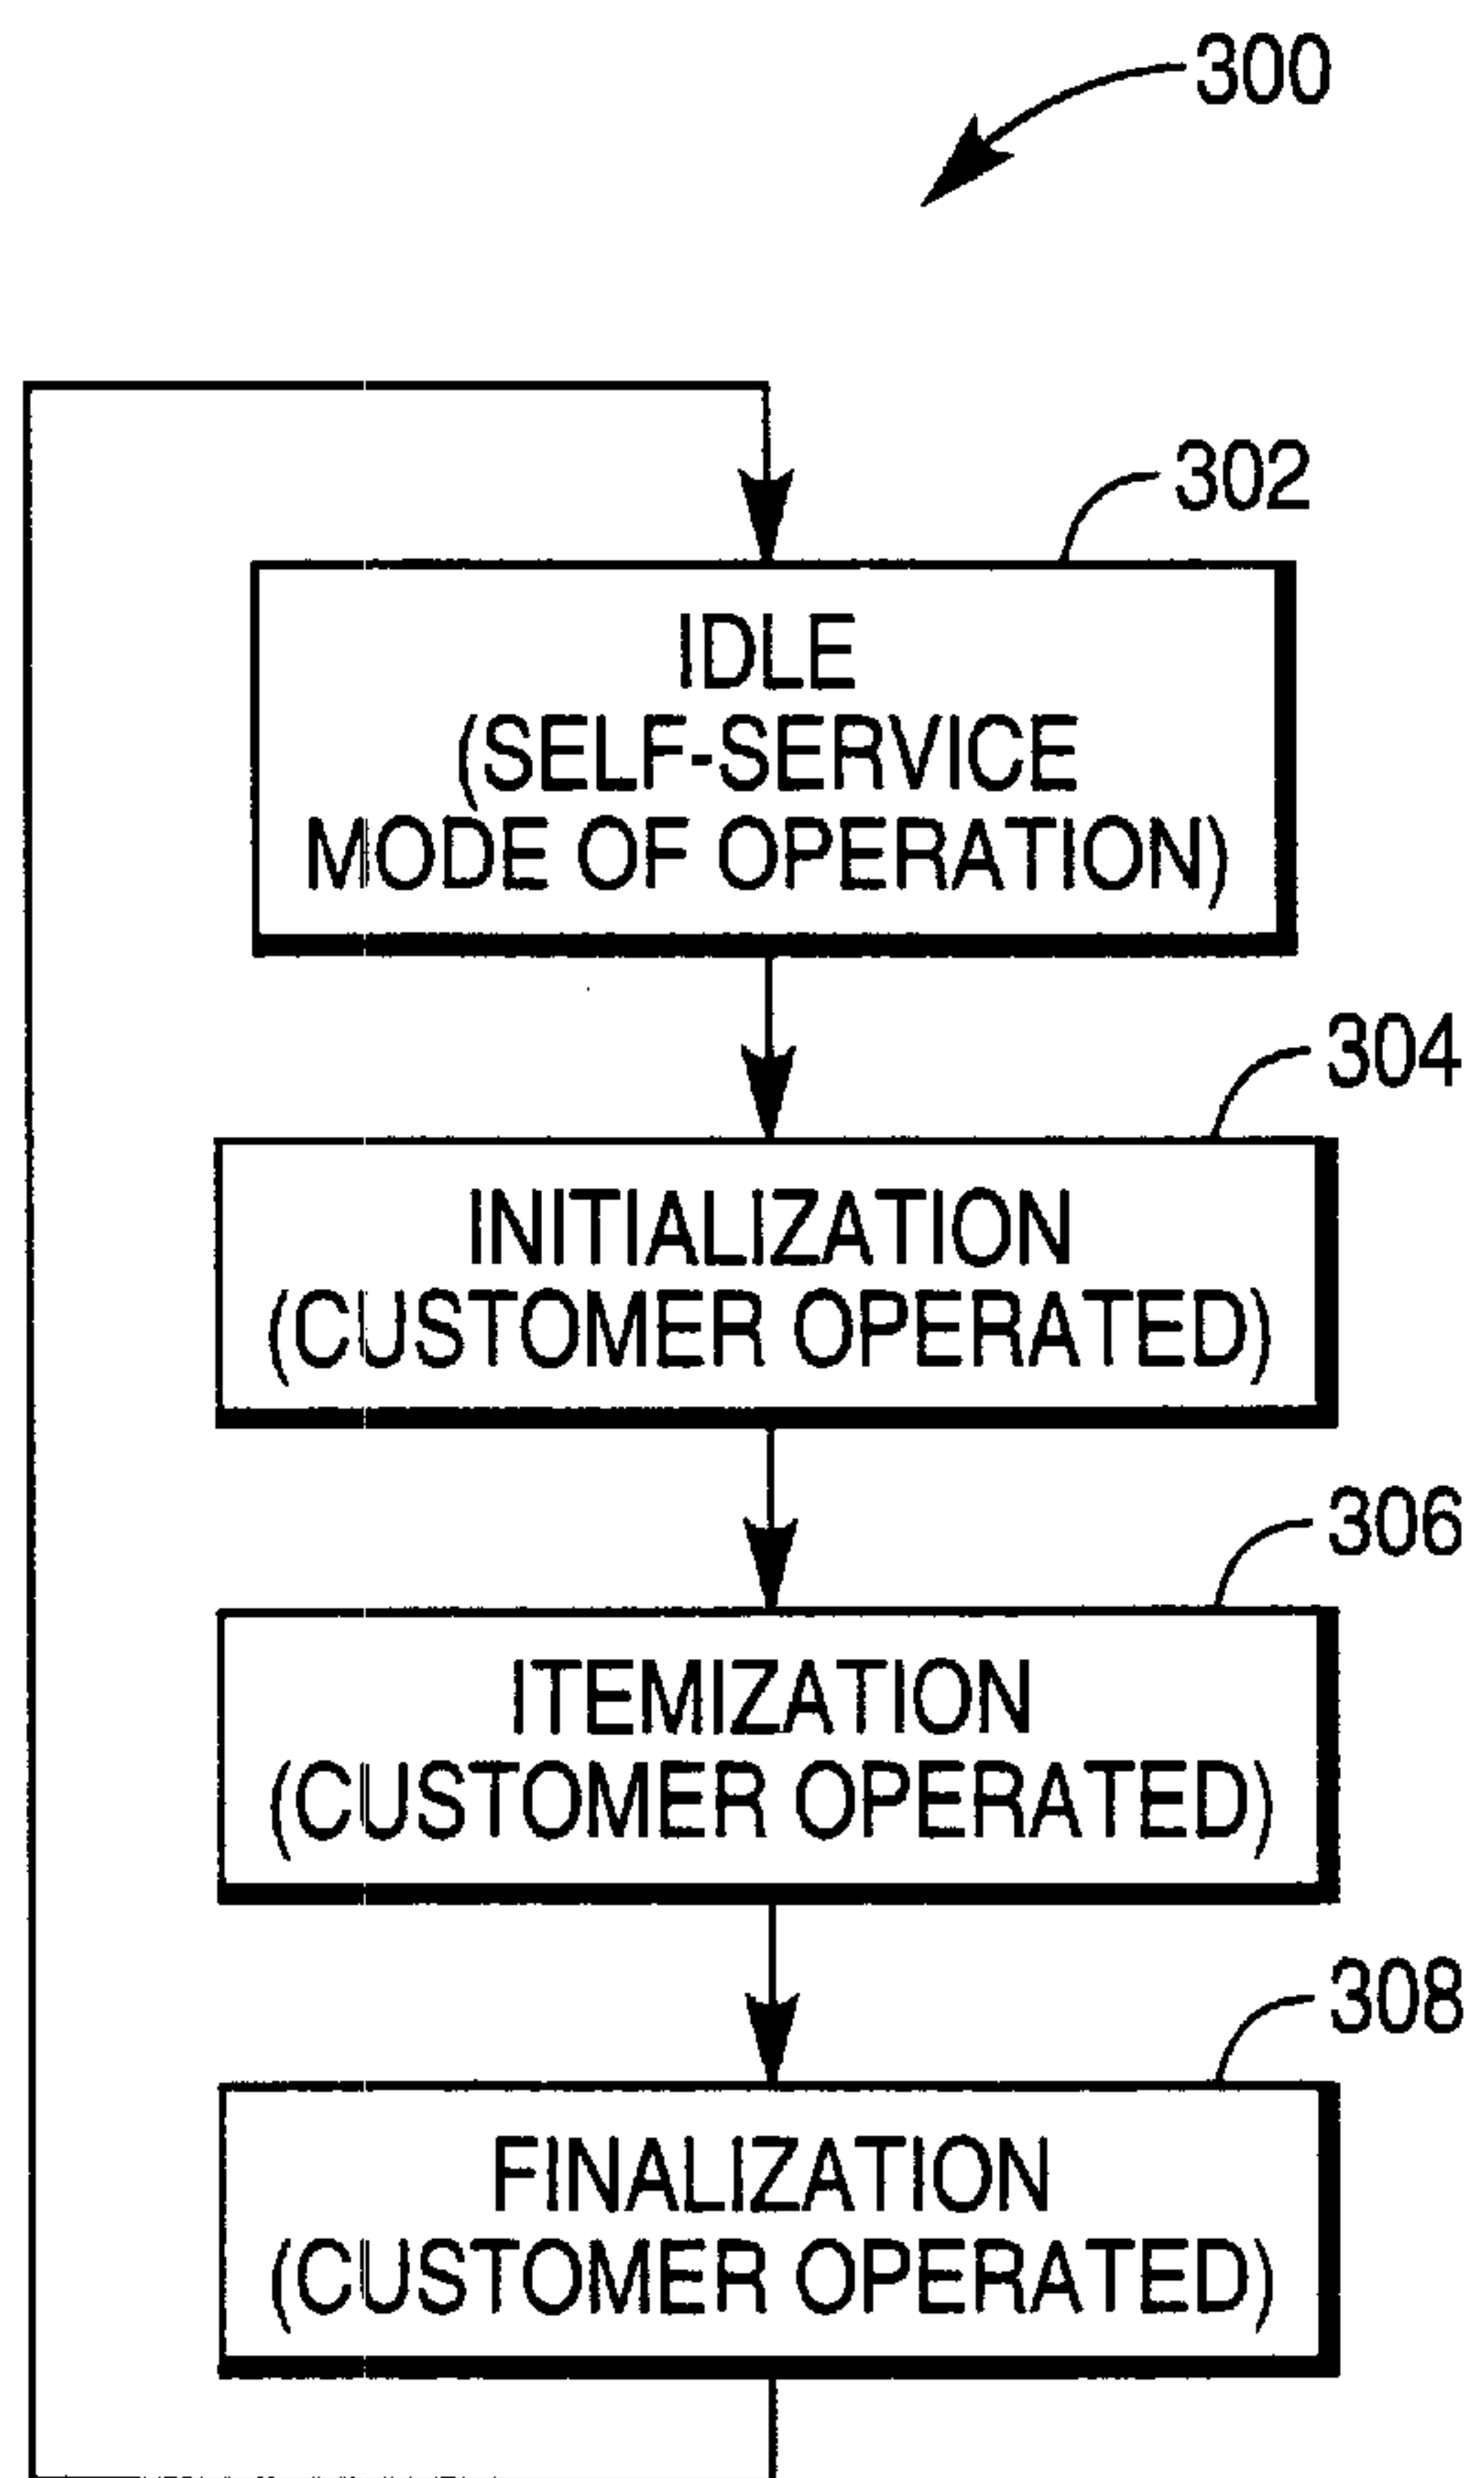 300
302
IDLE
(SELF-SERVICE
MODE OF OPERATION)
304
INITIALIZATION
(CUSTOMER OPERATED)
306
ITEMIZATION
(CUSTOMER OPERATED)
308
FINALIZATION
(CUSTOMER OPERATED)